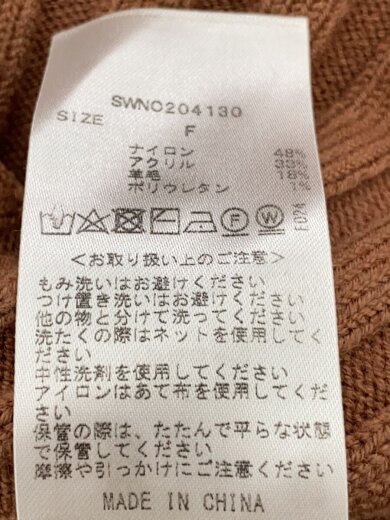 SWNC204130
SIZE
F
ナイロン 48%
アクリル 33%
羊毛 18%
ポリウレタン 1%
F W
F024
<お取り扱い上のご注意>
もみ洗いはお避けください
つけ置き洗いはお避けください
他の物と分けて洗ってください
洗たくの際はネットを使用してく
ださい
中性洗剤を使用してください
アイロンはあて布を使用してくだ
さい
保管の際は、たたんで平らな状態
で保管してください
摩擦や引っかけにご注意ください
MADE IN CHINA